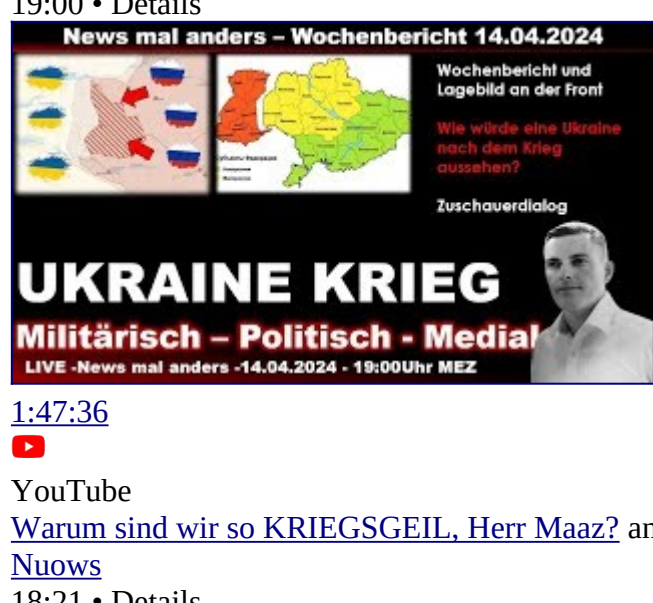 19:00 • Details
News mal anders – Wochenbericht 14.04.2024
Wochenbericht und
Lagebild an der Front
Wie würde eine Ukraine
nach dem Krieg
aussehen?
Zuschauerdialog
UKRAINE KRIEG
Militärisch – Politisch - Medial
LIVE -News mal anders -14.04.2024 - 19:00Uhr MEZ
1:47:36
YouTube
Warum sind wir so KRIEGSGEIL, Herr Maaz? an
Nuows
18:21 • Details